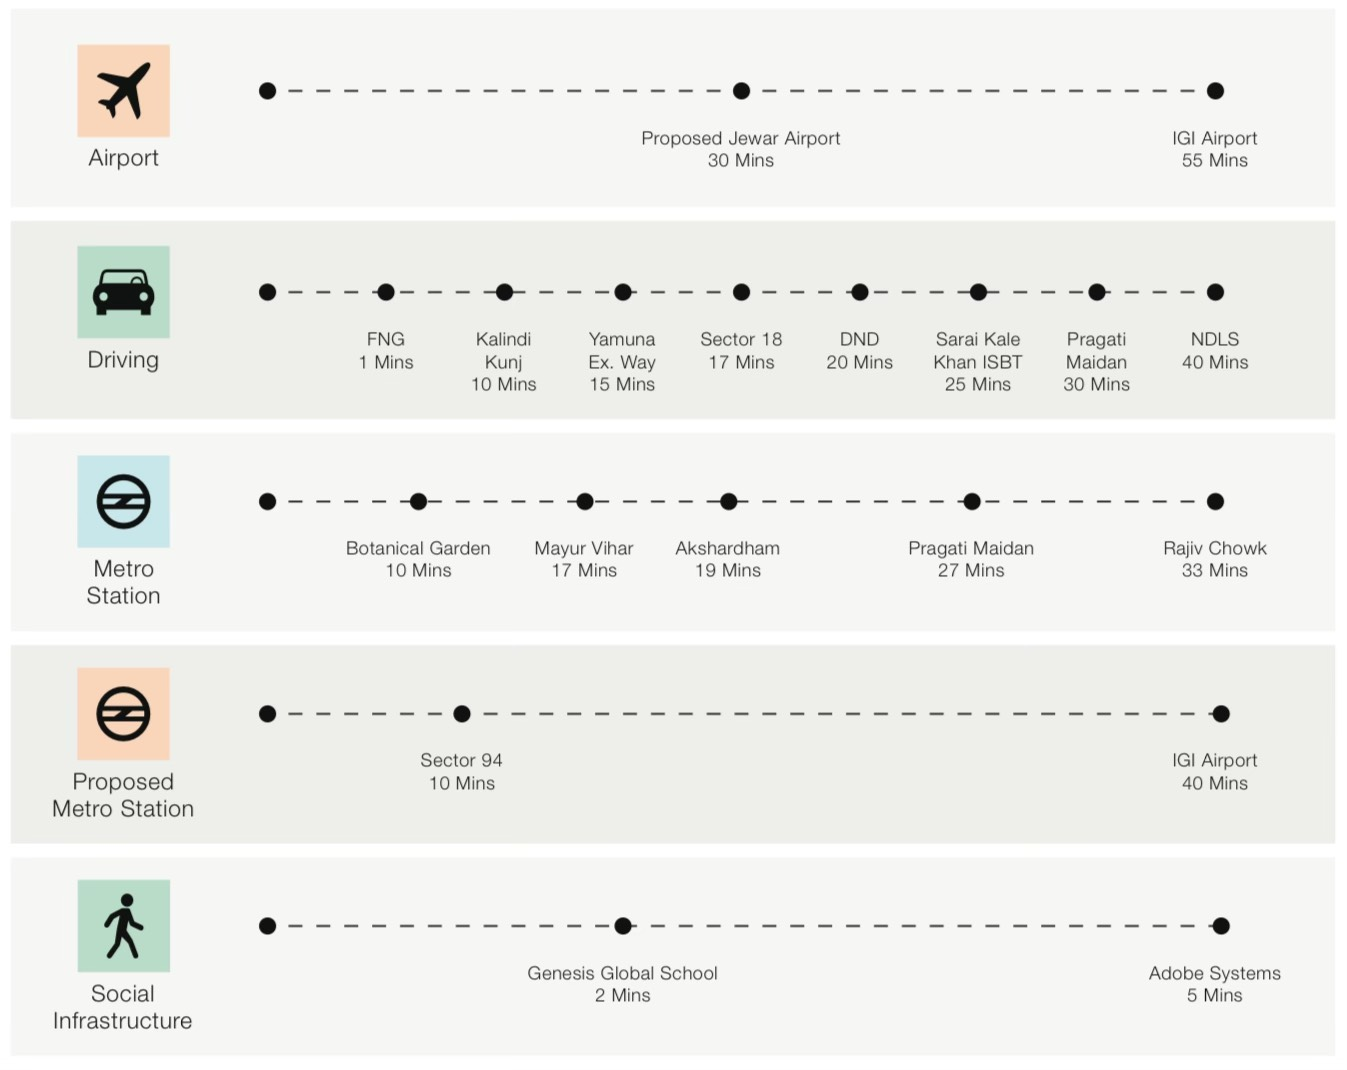 Airport
Proposed Jewar Airport
30 Mins
IGI Airport
55 Mins
Driving
FNG
1 Mins
Kalindi
Kunj
10 Mins
Yamuna
Ex. Way
15 Mins
Sector 18
17 Mins
DND
20 Mins
Sarai Kale
Khan ISBT
25 Mins
Pragati
Maidan
30 Mins
NDLS
40 Mins
Metro
Station
Botanical Garden
10 Mins
Mayur Vihar
17 Mins
Akshardham
19 Mins
Pragati Maidan
27 Mins
Rajiv Chowk
33 Mins
Proposed
Metro Station
Sector 94
10 Mins
IGI Airport
40 Mins
Social
Infrastructure
Genesis Global School
2 Mins
Adobe Systems
5 Mins